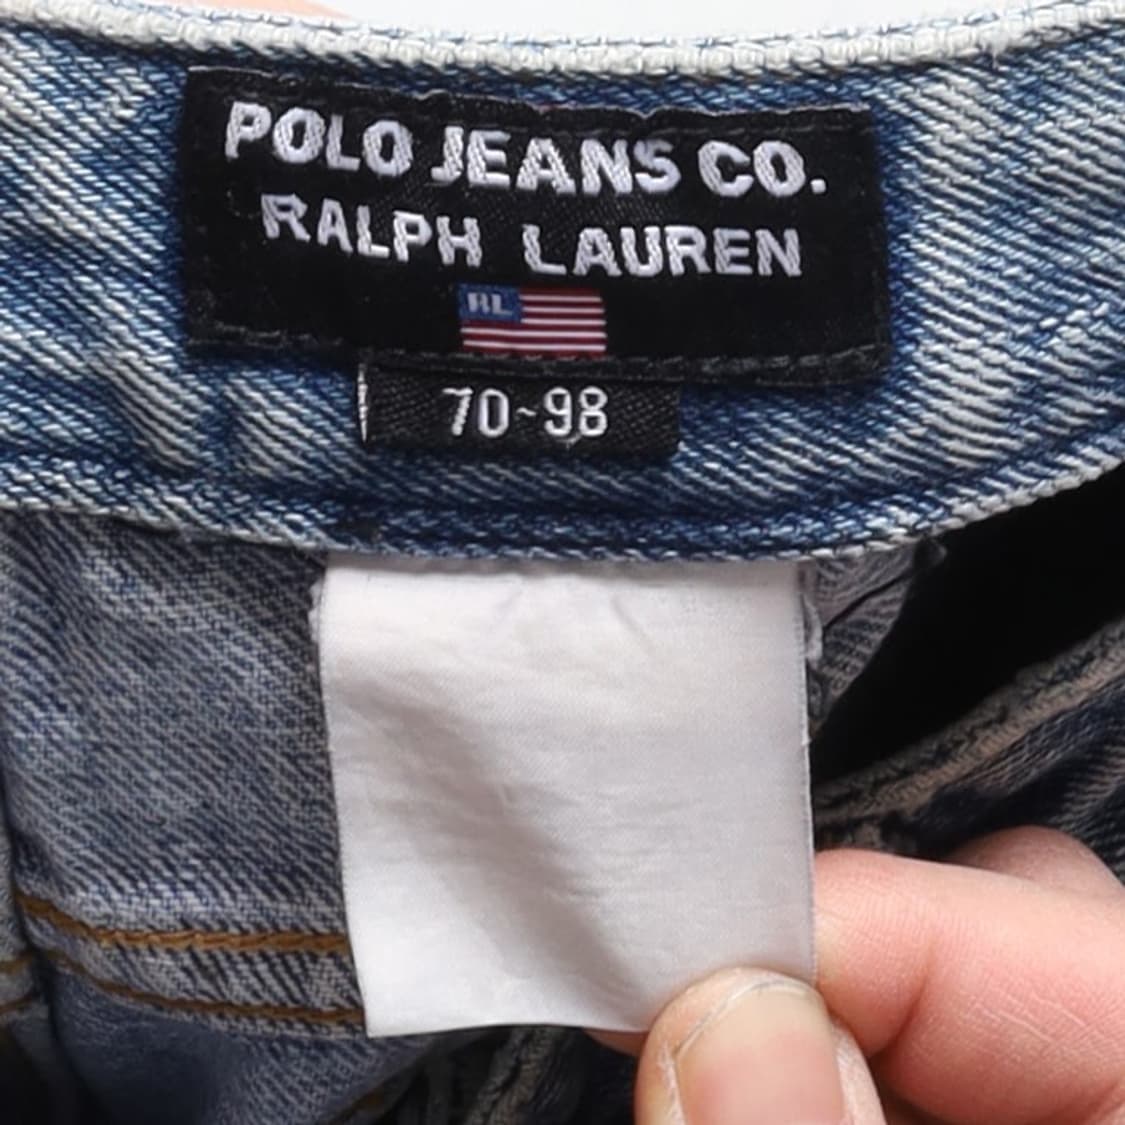 POLO JEANS CO.
RALPH LAUREN
RL
70~98